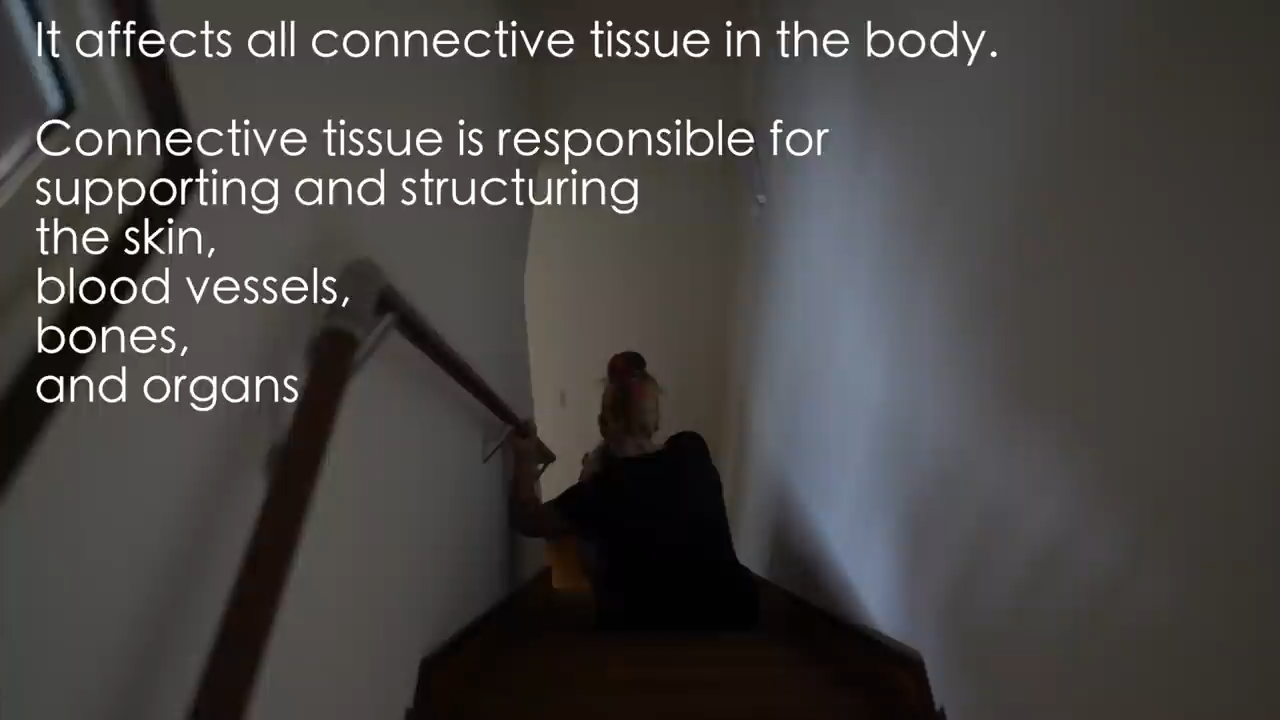 It affects all connective tissue in the body.
Connective tissue is responsible for
supporting and structuring
the skin,
blood vessels,
bones,
and organs